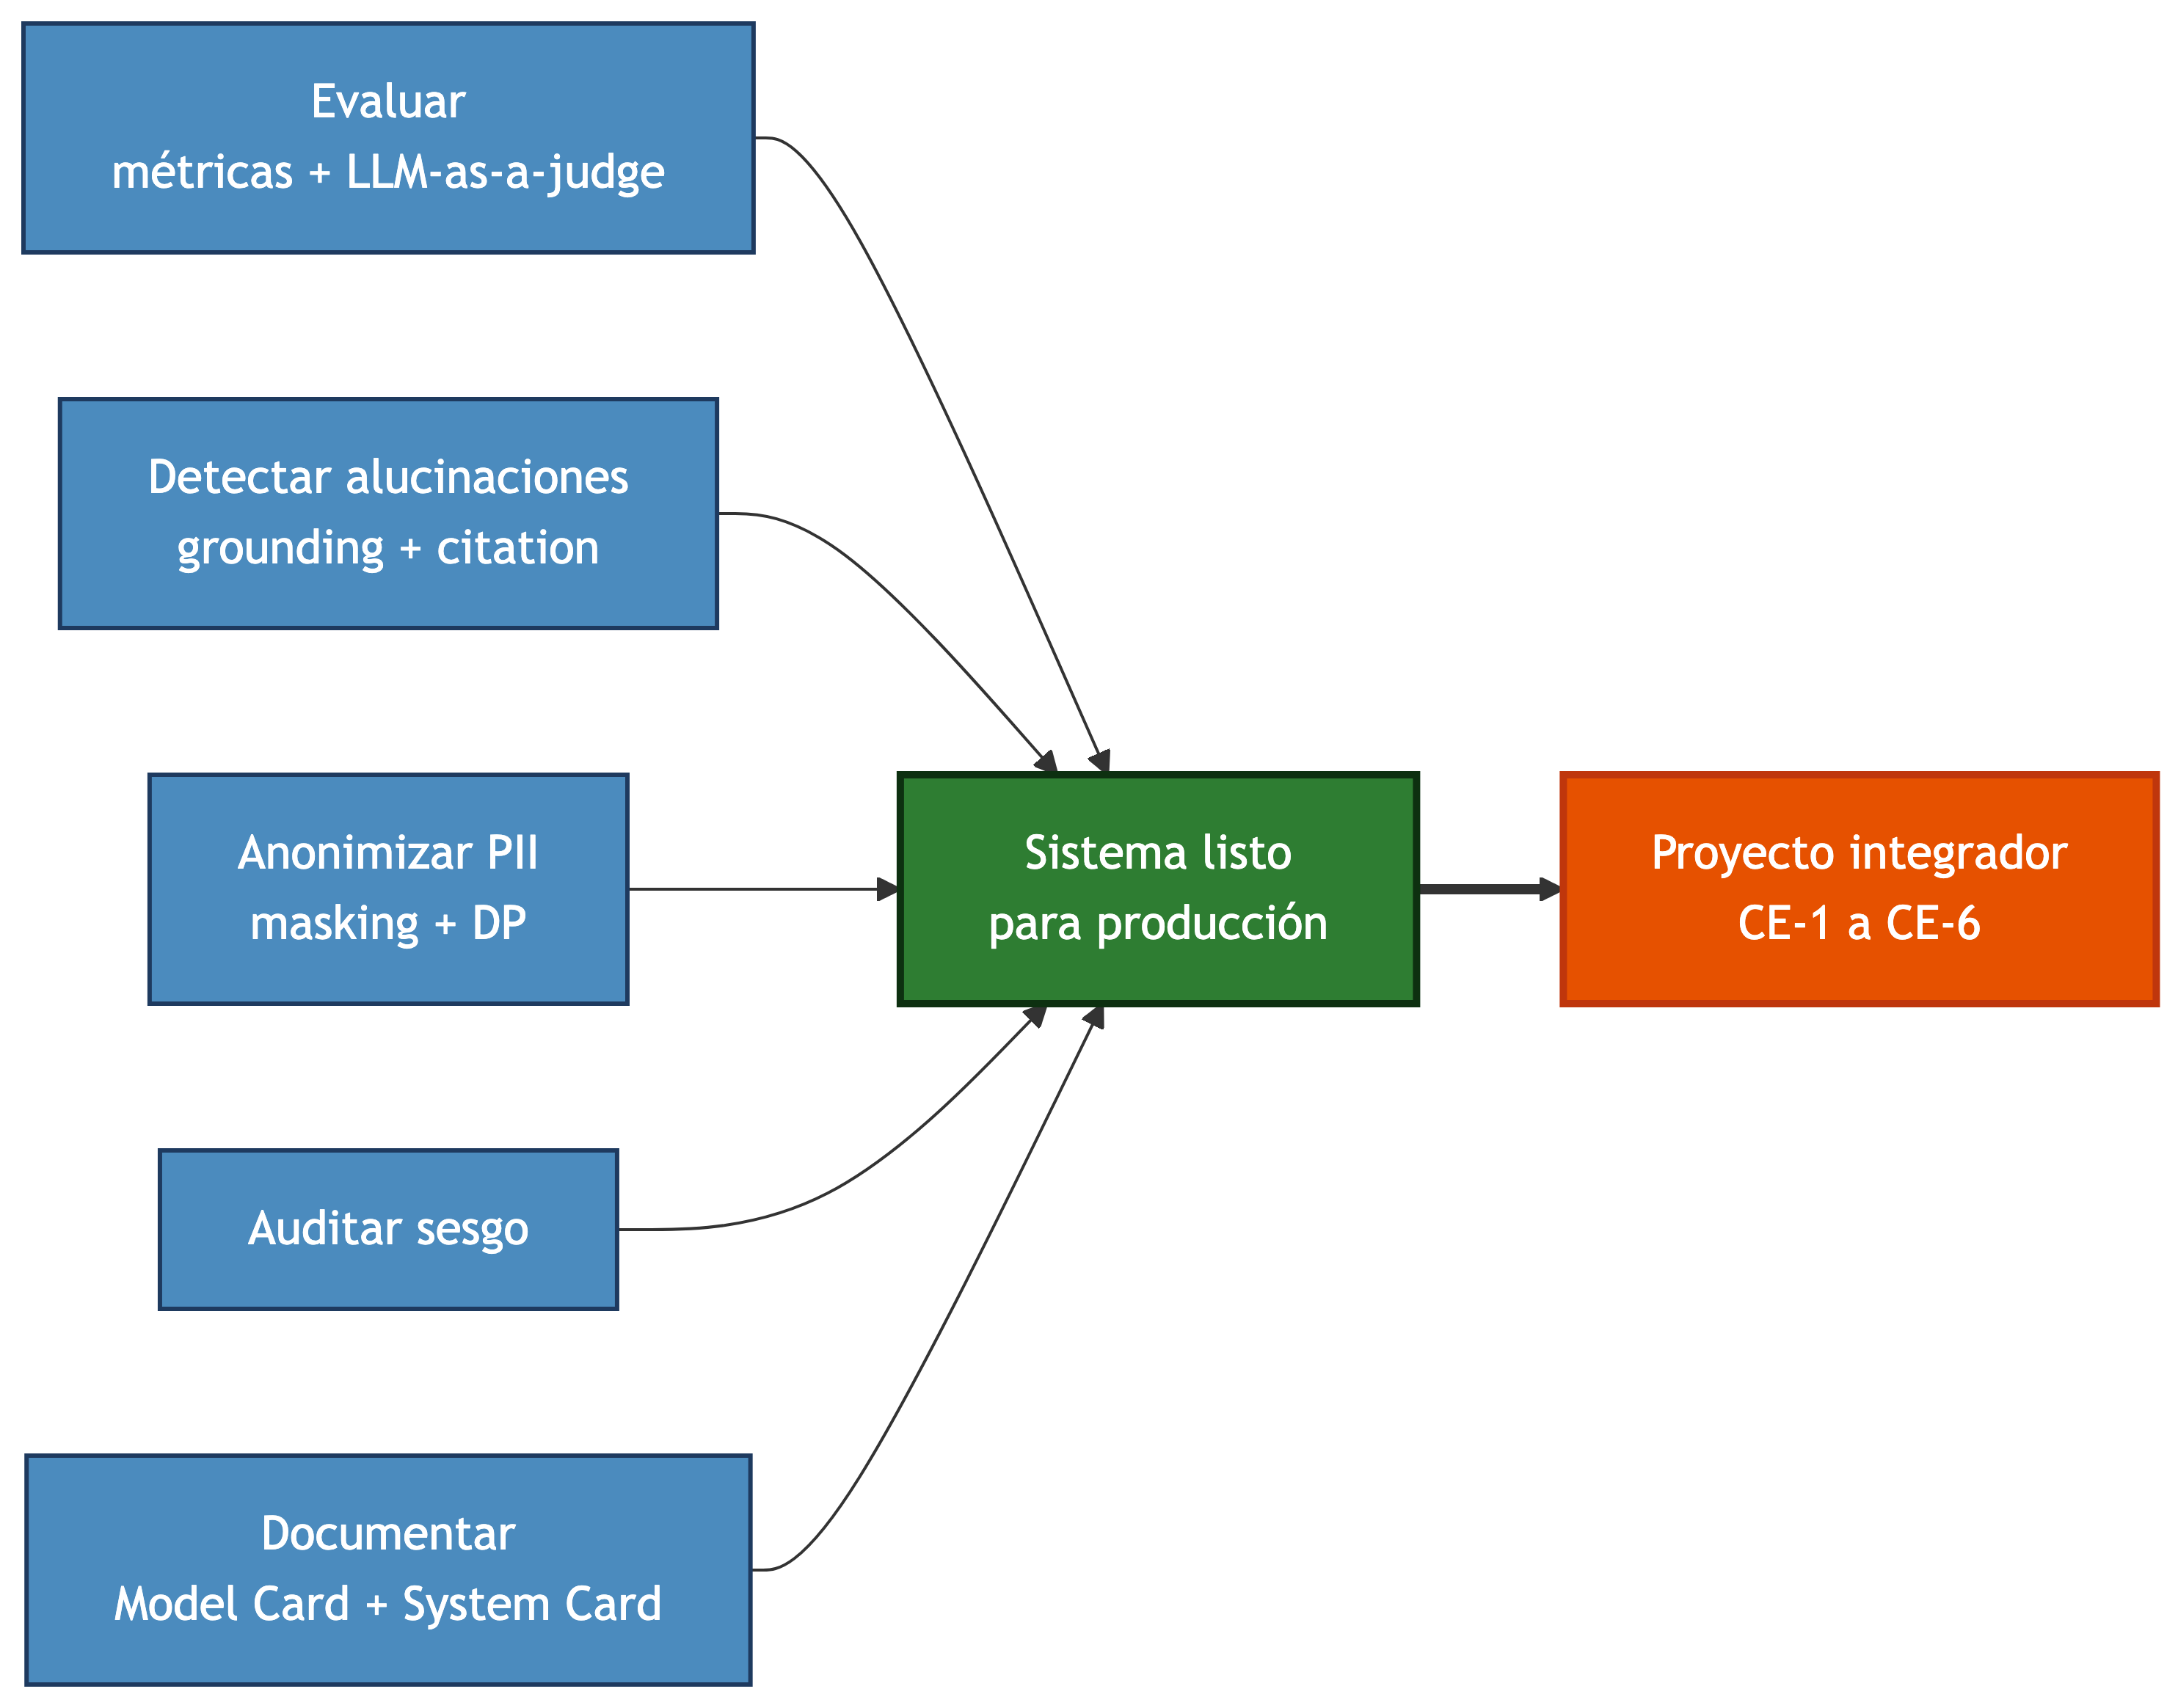 Evaluar
métricas + LLM-as-a-judge
Detectar alucinaciones
grounding + citation
Anonimizar PII
masking + DP
Sistema listo
para producción
Proyecto integrador
CE-1 a CE-6
Auditar sesgo
Documentar
Model Card + System Card